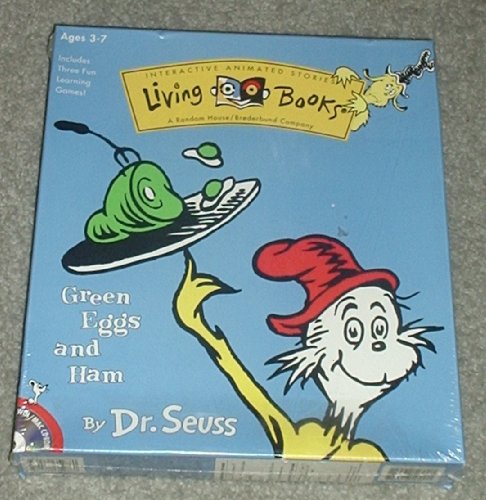 Ages 3-7
Includes
Three Fun
Learning
Games!
INTERACTIVE ANIMATED STORIES
Living Books
A Random House/Brøderbund Company
Green
Eggs
and
Ham
By Dr. Seuss